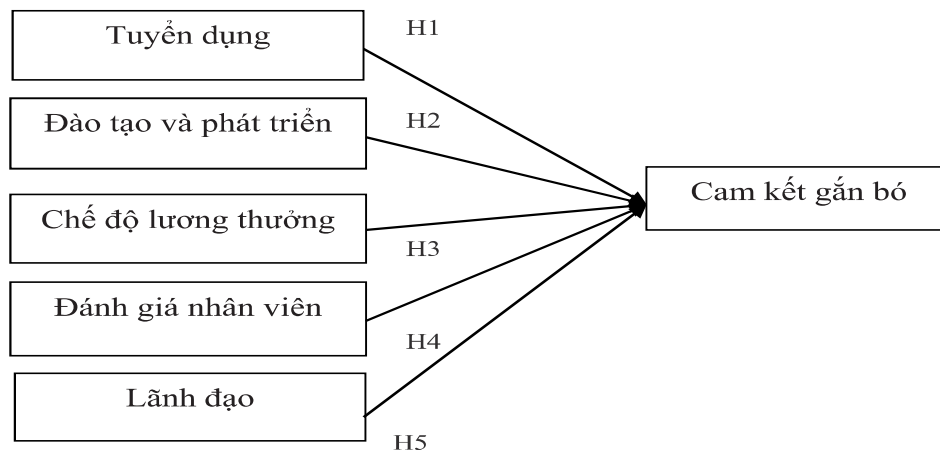 Tuyển dụng
H1
Đào tạo và phát triển
H2
Chế độ lương thưởng
H3
Đánh giá nhân viên
H4
Lãnh đạo
H5
Cam kết gắn bó